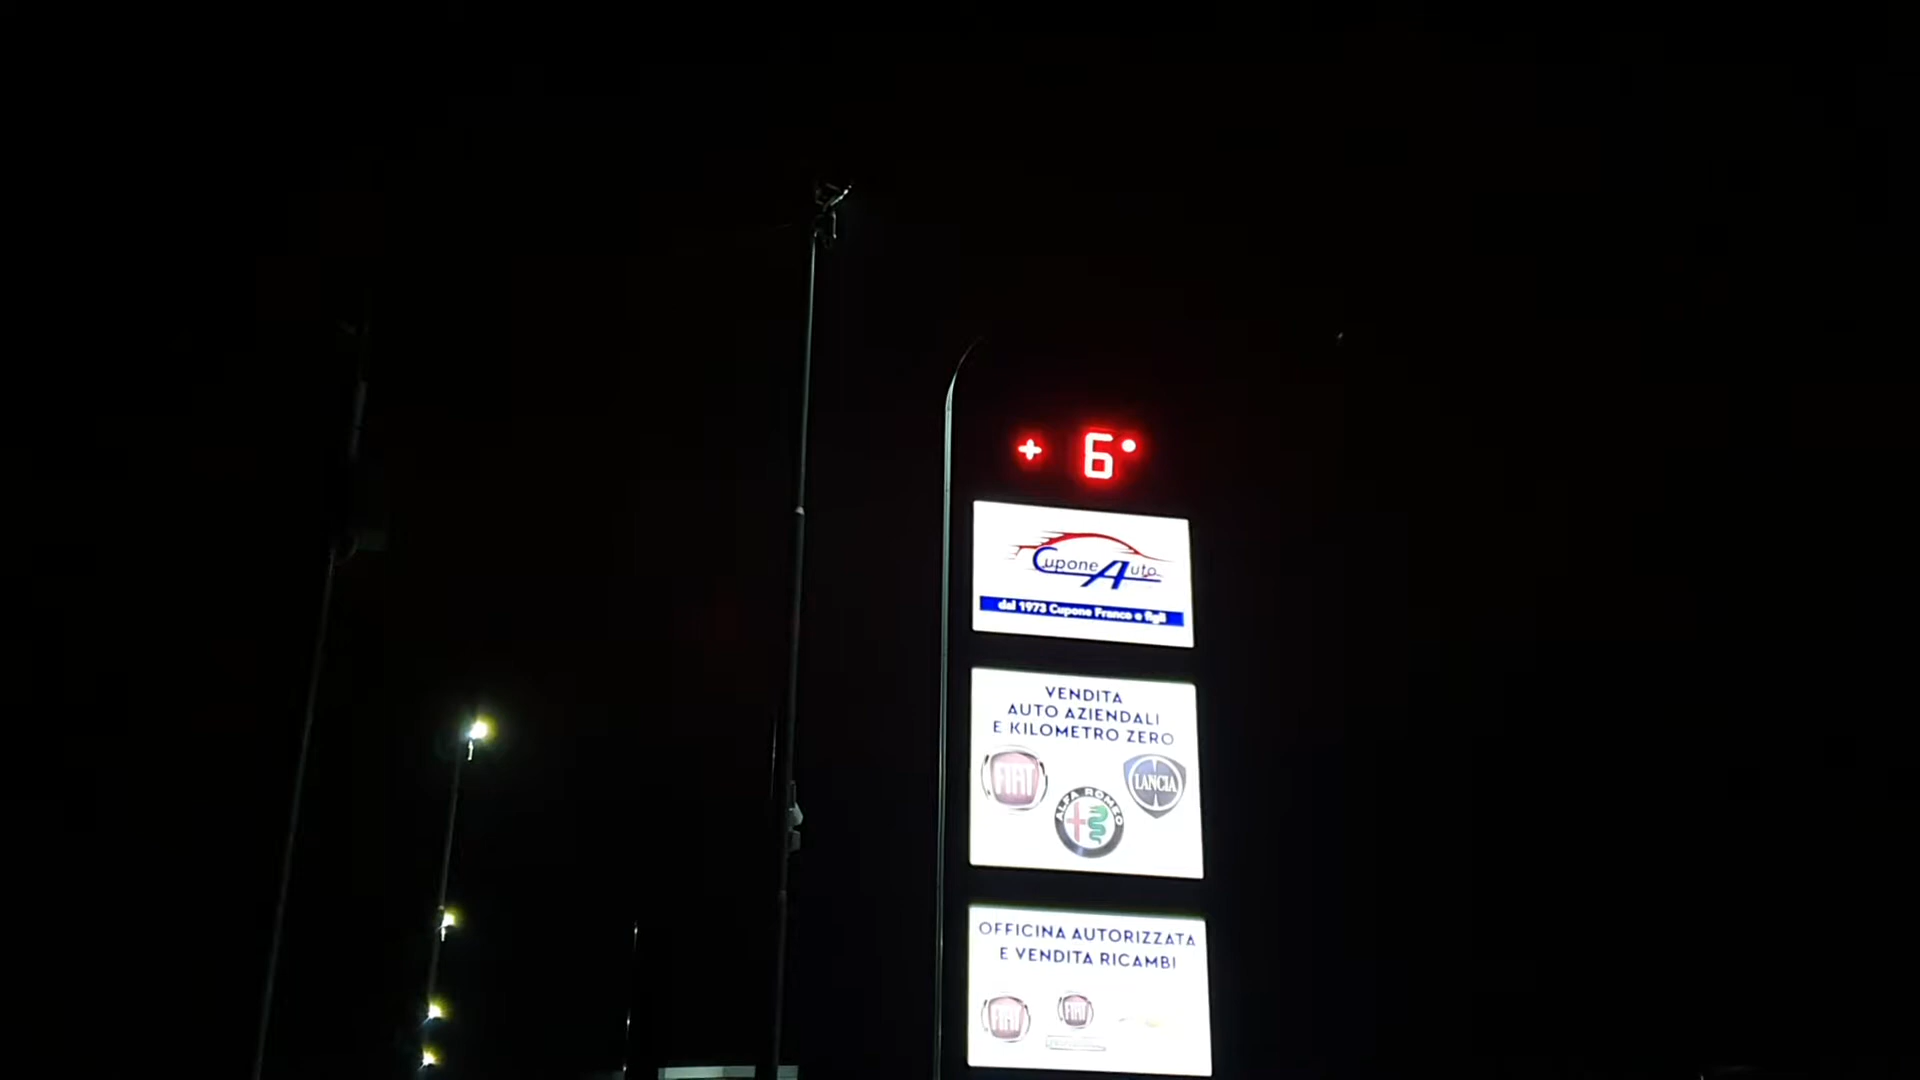 + 6°
Cupone Auto
dal 1973 Cupone Franco e figli
VENDITA
AUTO AZIENDALI
E KILOMETRO ZERO
FIAT
LANCIA
ALFA ROMEO
OFFICINA AUTORIZZATA
E VENDITA RICAMBI
FIAT
FIAT